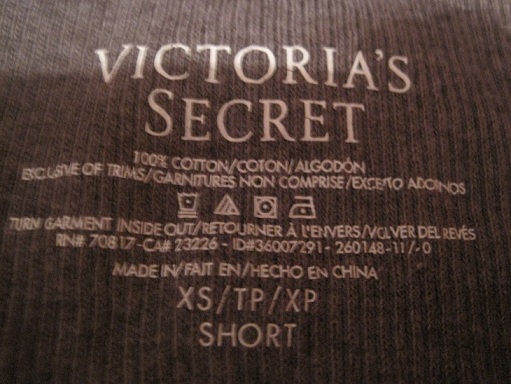 VICTORIA'S
SECRET
100% COTTON/COTON/ALGODÓN
EXCLUSIVE OF TRIMS/GARNITURES NON COMPRISE/EXCEPTO ADORNOS
TURN GARMENT INSIDE OUT/RETOURNER À L'ENVERS/VOLVER DEL REVÉS
RN# 70817 -CA# 23226 - ID#36007291- 260148-
MADE IN/FAIT EN/HECHO EN CHINA
XS/TP/XP
SHORT